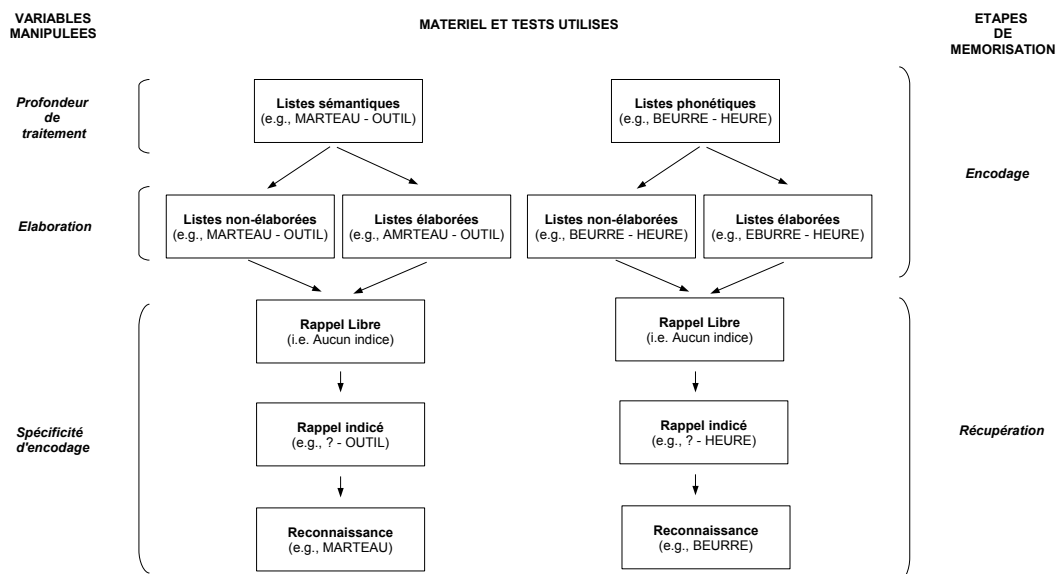 VARIABLES
MANIPULEES
MATERIEL ET TESTS UTILISES
ETAPES
DE
MEMORISATION
Profondeur
de
traitement
Listes sémantiques
(e.g., MARTEAU - OUTIL)
Listes phonétiques
(e.g., BEURRE - HEURE)
Encodage
Elaboration
Listes non-élaborées
(e.g., MARTEAU - OUTIL)
Listes élaborées
(e.g., AMRTEAU - OUTIL)
Listes non-élaborées
(e.g., BEURRE - HEURE)
Listes élaborées
(e.g., EBURRE - HEURE)
Rappel Libre
(i.e. Aucun indice)
Rappel Libre
(i.e. Aucun indice)
Spécificité
d'encodage
Rappel indicé
(e.g., ? - OUTIL)
Rappel indicé
(e.g., ? - HEURE)
Récupération
Reconnaissance
(e.g., MARTEAU)
Reconnaissance
(e.g., BEURRE)